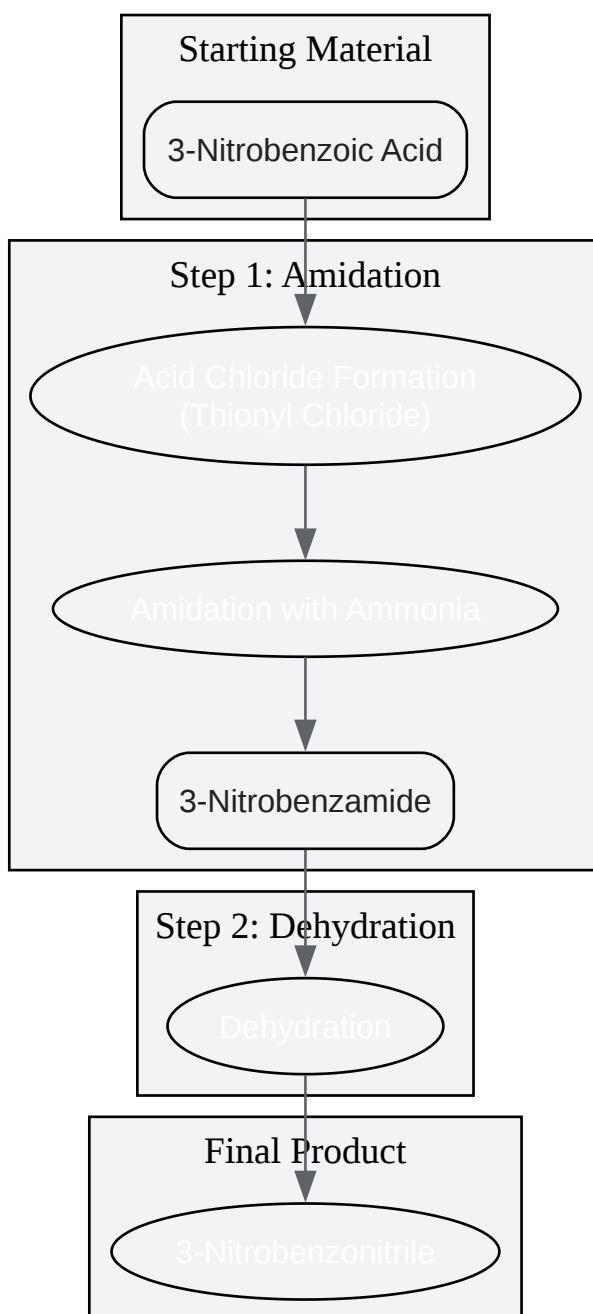 Starting Material
3-Nitrobenzoic Acid
Step 1: Amidation
Acid Chloride Formation
(Thionyl Chloride)
Amidation with Ammonia
3-Nitrobenzamide
Step 2: Dehydration
Dehydration
Final Product
3-Nitrobenzonitrile